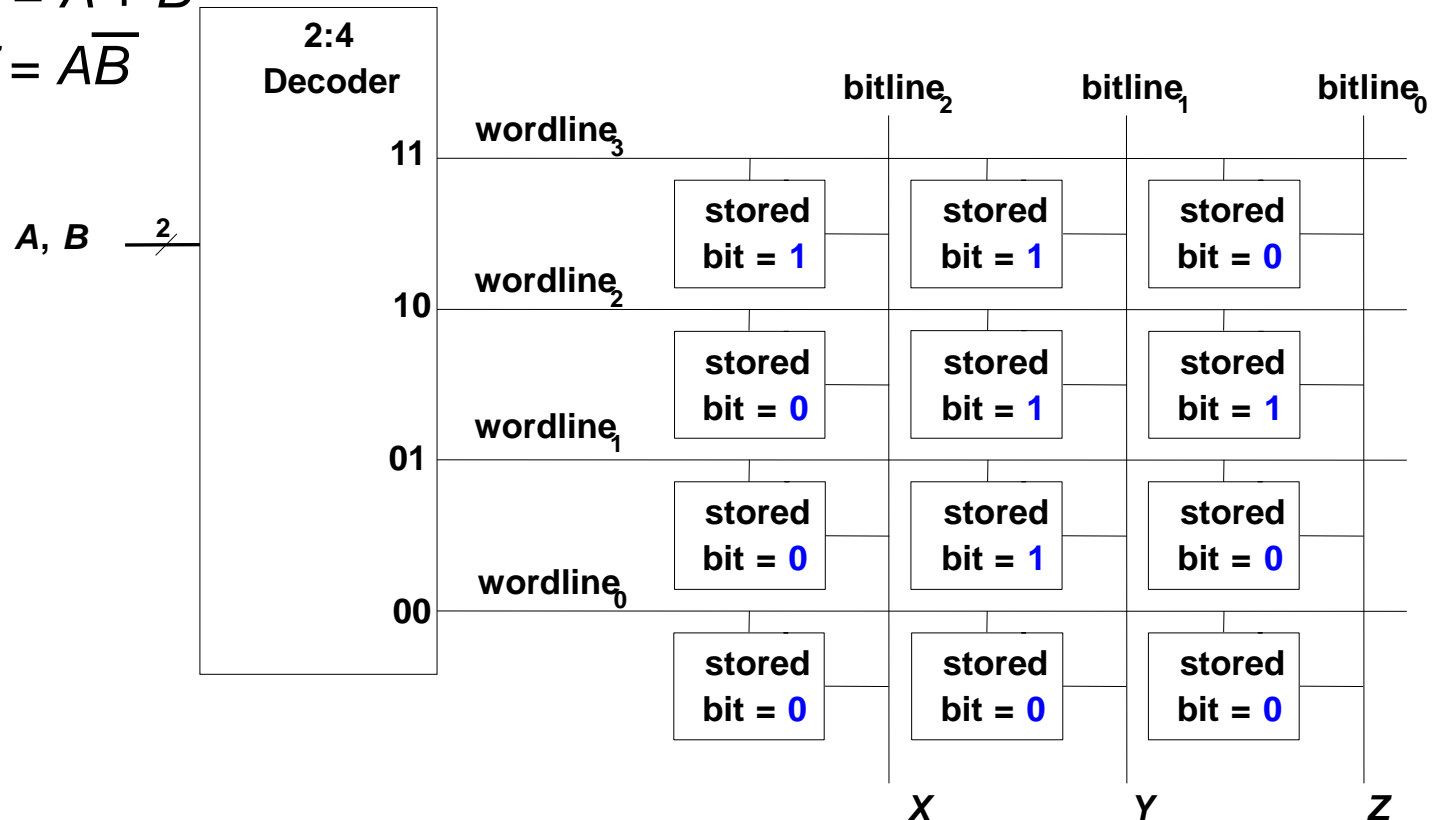 = A + B
= AB̅
2:4
Decoder
bitline2 bitline1 bitline0
wordline3
11
stored stored stored
bit = 1 bit = 1 bit = 0
A, B 2
wordline2
10
stored stored stored
bit = 0 bit = 1 bit = 1
wordline1
01
stored stored stored
bit = 0 bit = 1 bit = 0
wordline0
00
stored stored stored
bit = 0 bit = 0 bit = 0
X Y Z